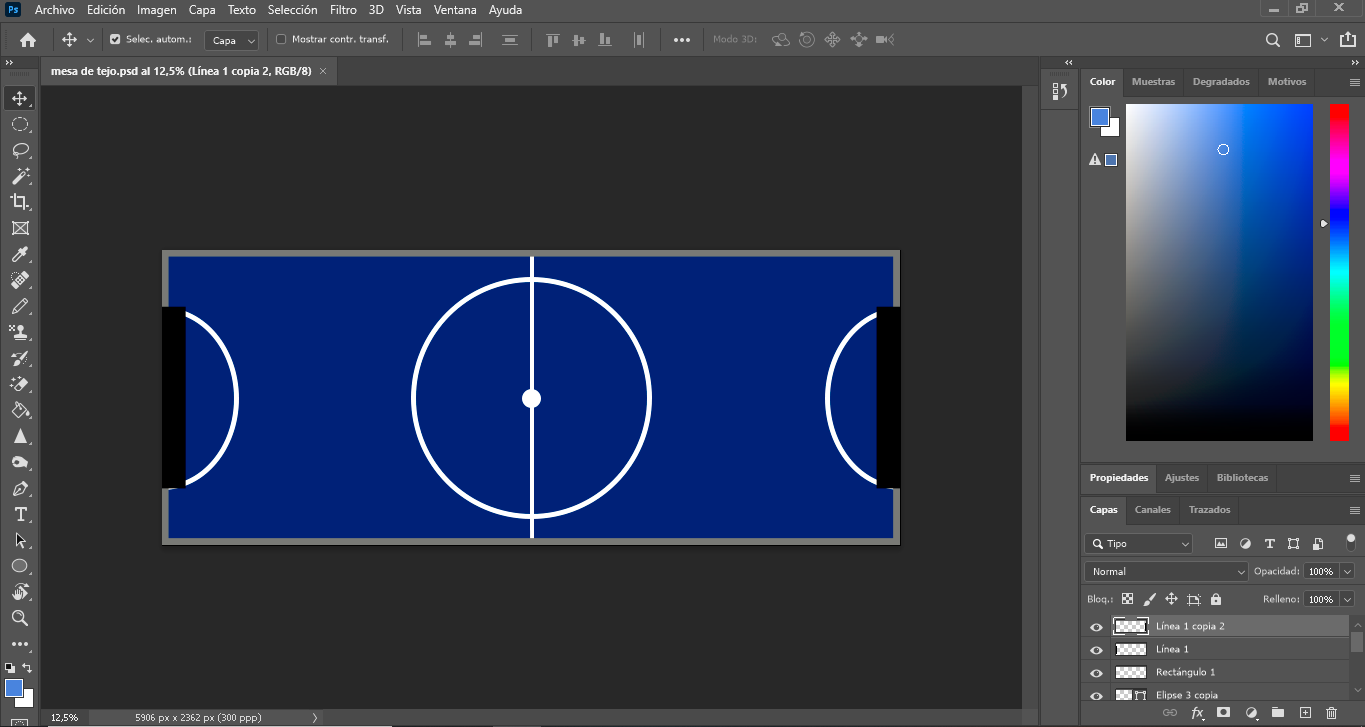 Ps Archivo Edición Imagen Capa Texto Selección Filtro 3D Vista Ventana Ayuda
Selec. autom.: Capa Mostrar contr. transf. Modo 3D:
mesa de tejo.psd al 12,5% (Línea 1 copia 2, RGB/8)
Color Muestras Degradados Motivos
Propiedades Ajustes Bibliotecas
Capas Canales Trazados
Tipo
Normal Opacidad: 100%
Bloq.: Relleno: 100%
Línea 1 copia 2
Línea 1
Rectángulo 1
Elipse 3 copia
12,5% 5906 px x 2362 px (300 ppp)